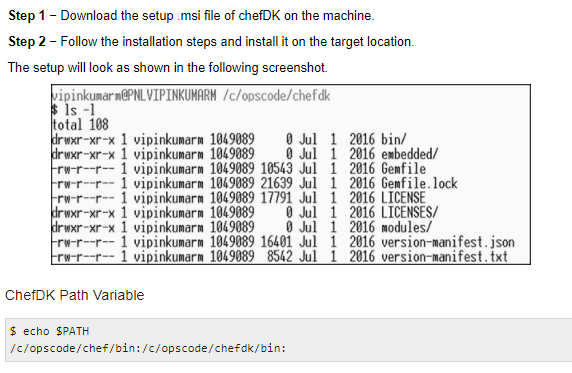 Step 1 – Download the setup .msi file of chefDK on the machine.
Step 2 – Follow the installation steps and install it on the target location.
The setup will look as shown in the following screenshot.
vipinkumarm@PNLVIPINKUMARM /c/opscode/chefdk
$ ls -l
total 108
drwxr-xr-x 1 vipinkumarm 1049089 0 Jul 1 2016 bin/
drwxr-xr-x 1 vipinkumarm 1049089 0 Jul 1 2016 embedded/
-rw-r--r-- 1 vipinkumarm 1049089 10543 Jul 1 2016 Gemfile
-rw-r--r-- 1 vipinkumarm 1049089 21639 Jul 1 2016 Gemfile.lock
-rw-r--r-- 1 vipinkumarm 1049089 17791 Jul 1 2016 LICENSE
drwxr-xr-x 1 vipinkumarm 1049089 0 Jul 1 2016 LICENSES/
drwxr-xr-x 1 vipinkumarm 1049089 0 Jul 1 2016 modules/
-rw-r--r-- 1 vipinkumarm 1049089 16401 Jul 1 2016 version-manifest.json
-rw-r--r-- 1 vipinkumarm 1049089 8542 Jul 1 2016 version-manifest.txt
ChefDK Path Variable
$ echo $PATH
/c/opscode/chef/bin:/c/opscode/chefdk/bin: